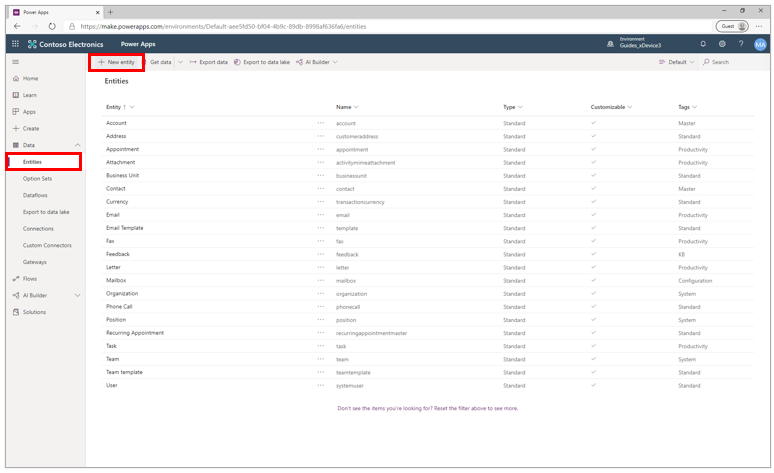 Power Apps
https://make.powerapps.com/environments/Default-aee5fd50-bf04-4b9c-89db-8998af636fa6/entities
Guest
Contoso Electronics Power Apps
Environment
Guides_xDevice3
MA
New entity Get data Export data Export to data lake AI Builder Default Search
Home
Learn
Apps
Create
Data
Entities
Option Sets
Dataflows
Export to data lake
Connections
Custom Connectors
Gateways
Flows
AI Builder
Solutions
Entities
Entity Name Type Customizable Tags
Account account Standard Master
Address customeraddress Standard Standard
Appointment appointment Standard Productivity
Attachment activitymimeattachment Standard Productivity
Business Unit businessunit Standard Standard
Contact contact Standard Master
Currency transactioncurrency Standard Standard
Email email Standard Productivity
Email Template template Standard Standard
Fax fax Standard Productivity
Feedback feedback Standard KB
Letter letter Standard Productivity
Mailbox mailbox Standard Configuration
Organization organization Standard System
Phone Call phonecall Standard Standard
Position position Standard System
Recurring Appointment recurringappointmentmaster Standard Standard
Task task Standard Productivity
Team team Standard System
Team template teamtemplate Standard Standard
User systemuser Standard Standard
Don't see the items you're looking for? Reset the filter above to see more.